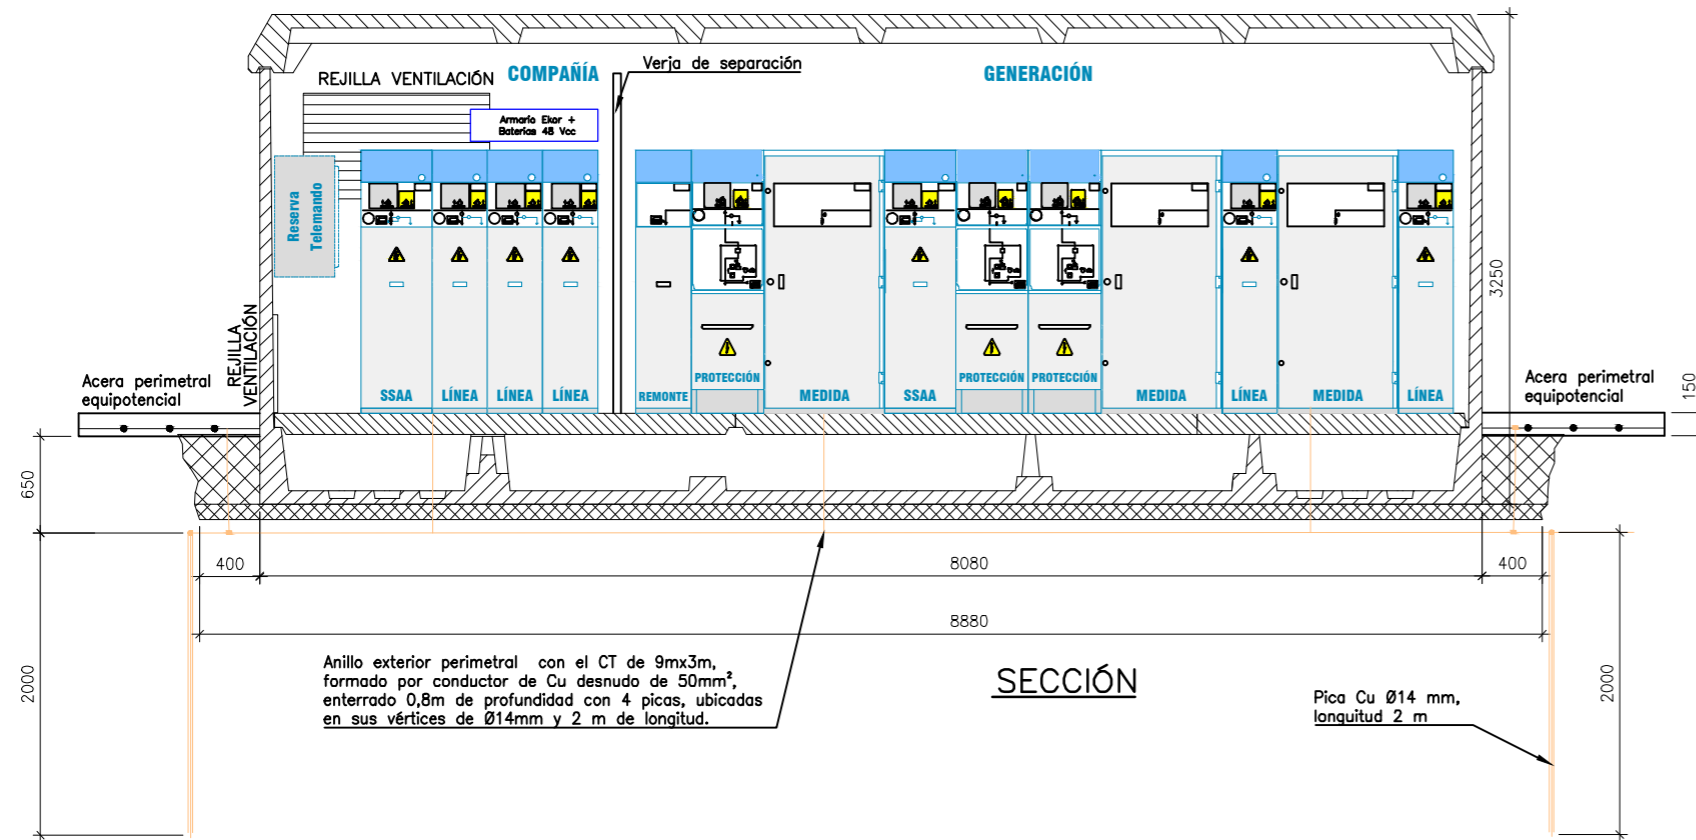 REJILLA VENTILACIÓN
COMPAÑÍA
Verja de separación
GENERACIÓN
Armario Ekor +
Baterias 48 Vcc
Reserva
Telemando
REJILLA
VENTILACIÓN
SSAA
LÍNEA
LÍNEA
LÍNEA
REMONTE
PROTECCIÓN
MEDIDA
SSAA
PROTECCIÓN
PROTECCIÓN
MEDIDA
LÍNEA
MEDIDA
LÍNEA
3250
Acera perimetral
equipotencial
Acera perimetral
equipotencial
150
650
400
8080
400
8880
2000
2000
Anillo exterior perimetral con el CT de 9mx3m,
formado por conductor de Cu desnudo de 50mm²,
enterrado 0,8m de profundidad con 4 picas, ubicadas
en sus vértices de Ø14mm y 2 m de longitud.
SECCIÓN
Pica Cu Ø14 mm,
longuitud 2 m